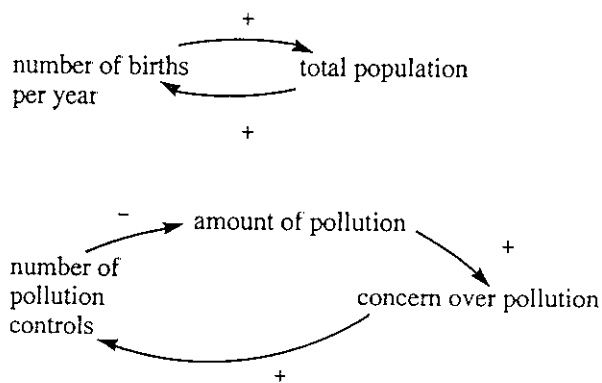 +
number of births total population
per year
+
- amount of pollution
+
number of
pollution
controls
concern over pollution
+